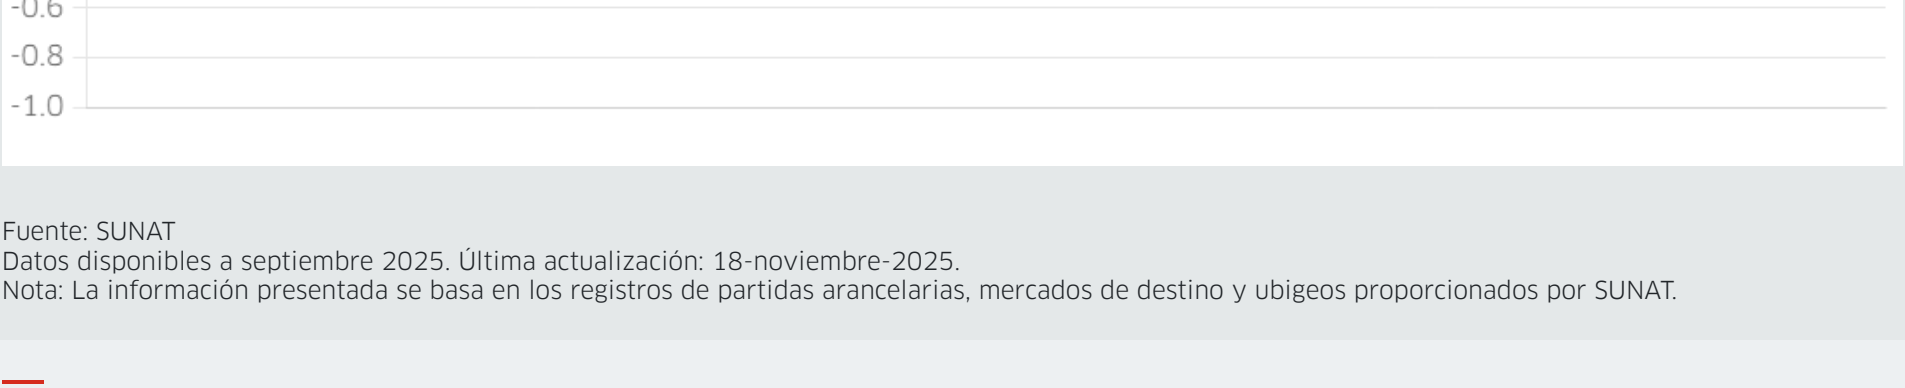 -0.6
-0.8
-1.0
Fuente: SUNAT
Datos disponibles a septiembre 2025. Última actualización: 18-noviembre-2025.
Nota: La información presentada se basa en los registros de partidas arancelarias, mercados de destino y ubigeos proporcionados por SUNAT.